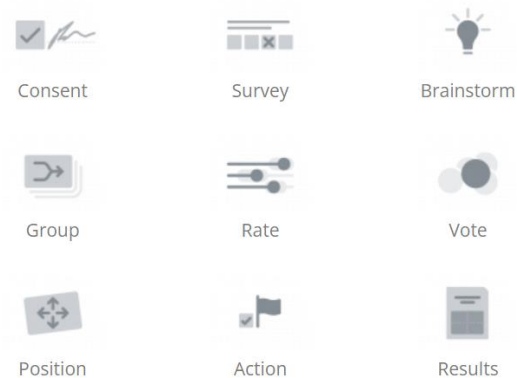 Consent
Survey
Brainstorm
Group
Rate
Vote
Position
Action
Results